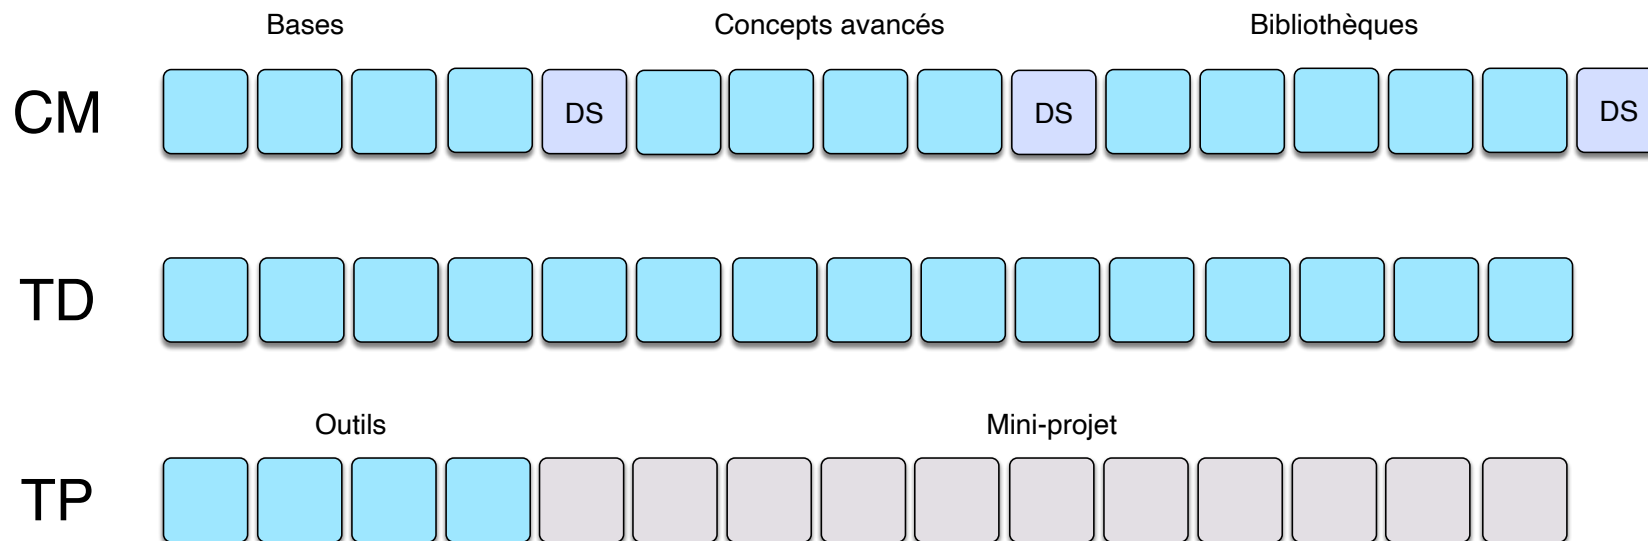 Bases Concepts avancés Bibliothèques
CM DS DS DS
TD
Outils Mini-projet
TP